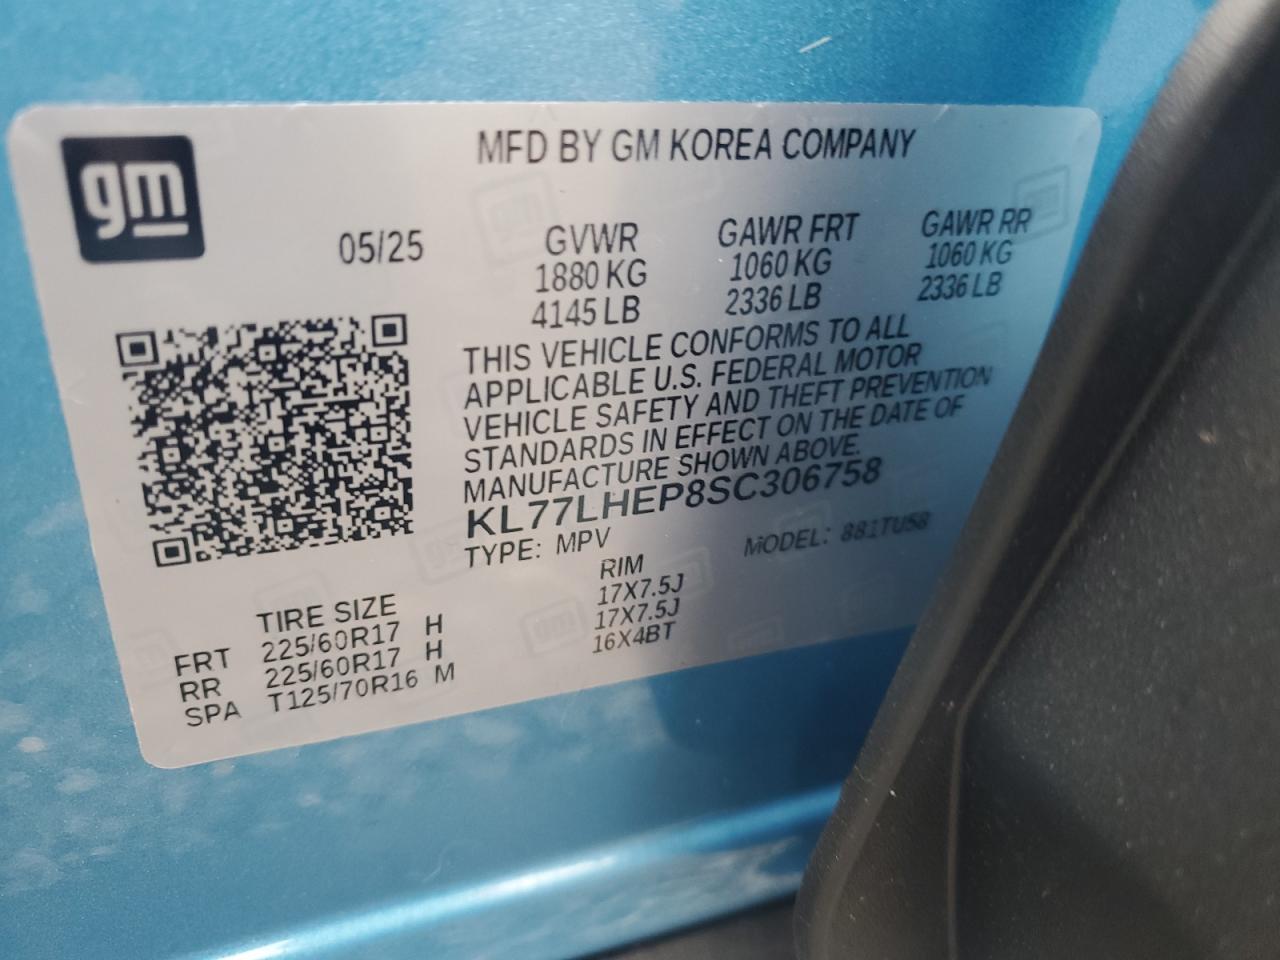 gm
MFD BY GM KOREA COMPANY
05/25
GVWR GAWR FRT GAWR RR
1880 KG 1060 KG 1060 KG
4145 LB 2336 LB 2336 LB
THIS VEHICLE CONFORMS TO ALL
APPLICABLE U.S. FEDERAL MOTOR
VEHICLE SAFETY AND THEFT PREVENTION
STANDARDS IN EFFECT ON THE DATE OF
MANUFACTURE SHOWN ABOVE.
KL77LHEP8SC306758
TYPE: MPV MODEL: 881TU58
TIRE SIZE RIM
FRT 225/60R17 H 17X7.5J
RR 225/60R17 H 17X7.5J
SPA T125/70R16 M 16X4BT